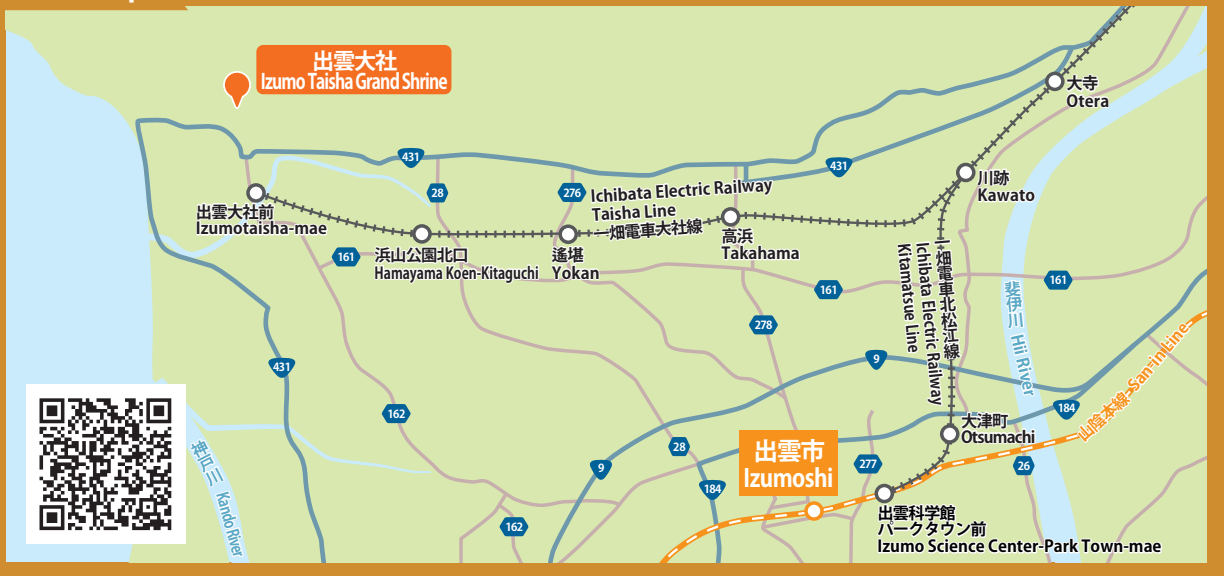 出雲大社
Izumo Taisha Grand Shrine
大寺
Otera
431
431
28
276
Ichibata Electric Railway
Taisha Line
一畑電車大社線
川跡
Kawato
出雲大社前
Izumotaisha-mae
浜山公園北口
Hamayama Koen-Kitaguchi
遙堪
Yokan
高浜
Takahama
161
161
161
一畑電車北松江線
Ichibata Electric Railway
Kitamatsue Line
斐伊川 Hii River
278
9
431
162
184
山陰本線 San-in Line
大津町
Otsumachi
出雲市
Izumoshi
28
277
26
9
184
神戸川 Kando River
162
出雲科学館
パークタウン前
Izumo Science Center-Park Town-mae